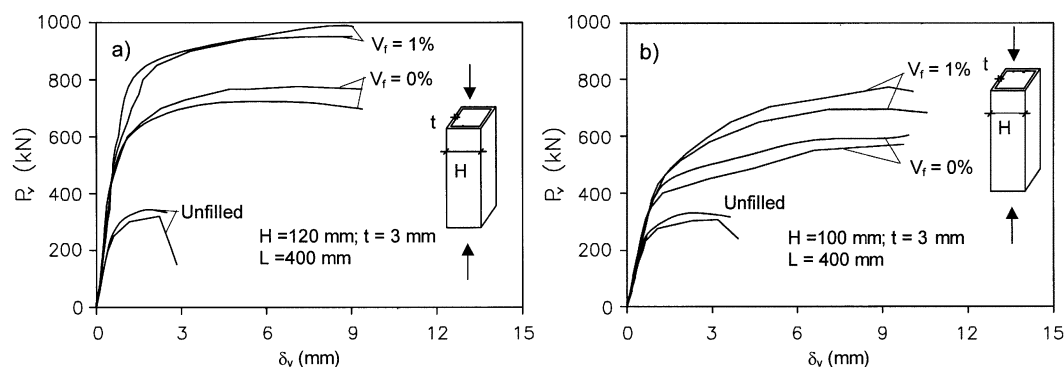 1000
800
600
400
200
0
P_v (kN)
a)
V_f = 1%
V_f = 0%
Unfilled
t
H
H =120 mm; t = 3 mm
L =400 mm
0 3 6 9 12 15
δ_v (mm)
1000
800
600
400
200
0
P_v (kN)
b)
V_f = 1%
V_f = 0%
Unfilled
t
H
H =100 mm; t = 3 mm
L =400 mm
0 3 6 9 12 15
δ_v (mm)